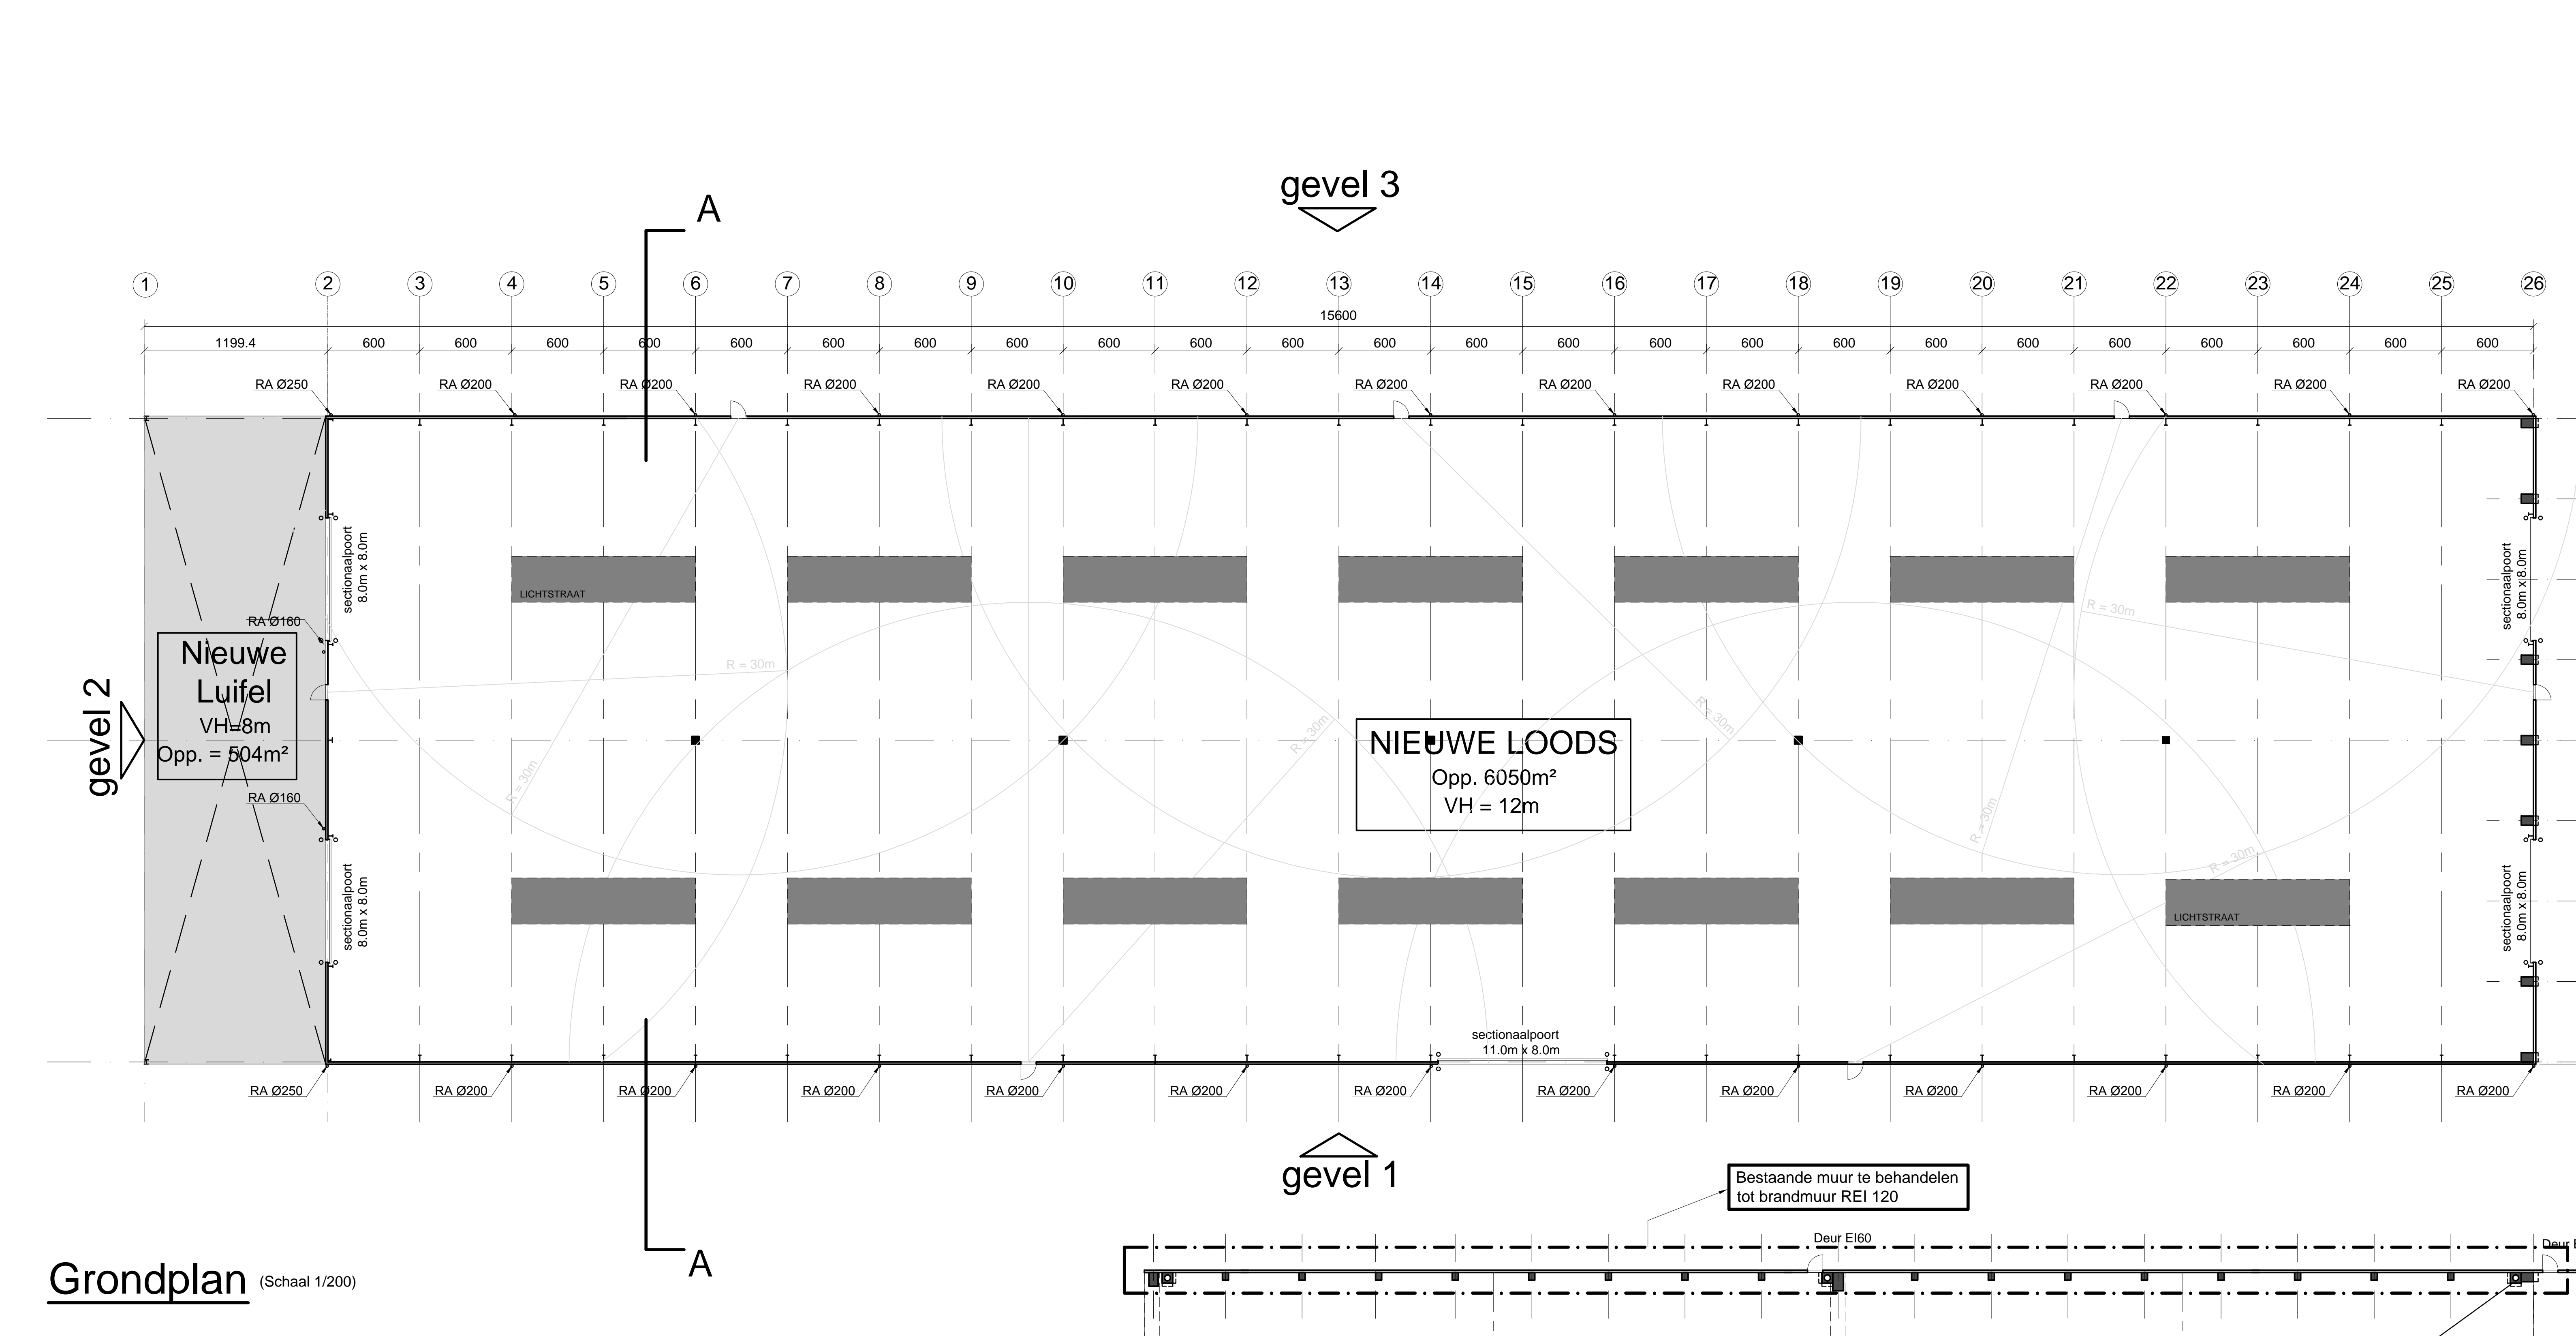 gevel 3
A
1 2 3 4 5 6 7 8 9 10 11 12 13 14 15 16 17 18 19 20 21 22 23 24 25 26
15600
1199.4 600 600 600 600 600 600 600 600 600 600 600 600 600 600 600 600 600 600 600 600 600 600 600 600
RA Ø250 RA Ø200 RA Ø200 RA Ø200 RA Ø200 RA Ø200 RA Ø200 RA Ø200 RA Ø200 RA Ø200 RA Ø200 RA Ø200 RA Ø200
sectionaalpoort
8.0m x 8.0m
sectionaalpoort
8.0m x 8.0m
LICHTSTRAAT
R = 30m
RA Ø160
gevel 2
Nieuwe
Luifel
VH=8m
Opp. = 504m²
R = 30m
R = 30m
R = 30m
R = 30m
NIEUWE LOODS
Opp. 6050m²
VH = 12m
RA Ø160
R = 30m
R = 30m
sectionaalpoort
8.0m x 8.0m
sectionaalpoort
8.0m x 8.0m
LICHTSTRAAT
sectionaalpoort
11.0m x 8.0m
RA Ø250 RA Ø200 RA Ø200 RA Ø200 RA Ø200 RA Ø200 RA Ø200 RA Ø200 RA Ø200 RA Ø200 RA Ø200 RA Ø200 RA Ø200
gevel 1
Bestaande muur te behandelen
tot brandmuur REI 120
Deur EI60
Deur
A
Grondplan (Schaal 1/200)